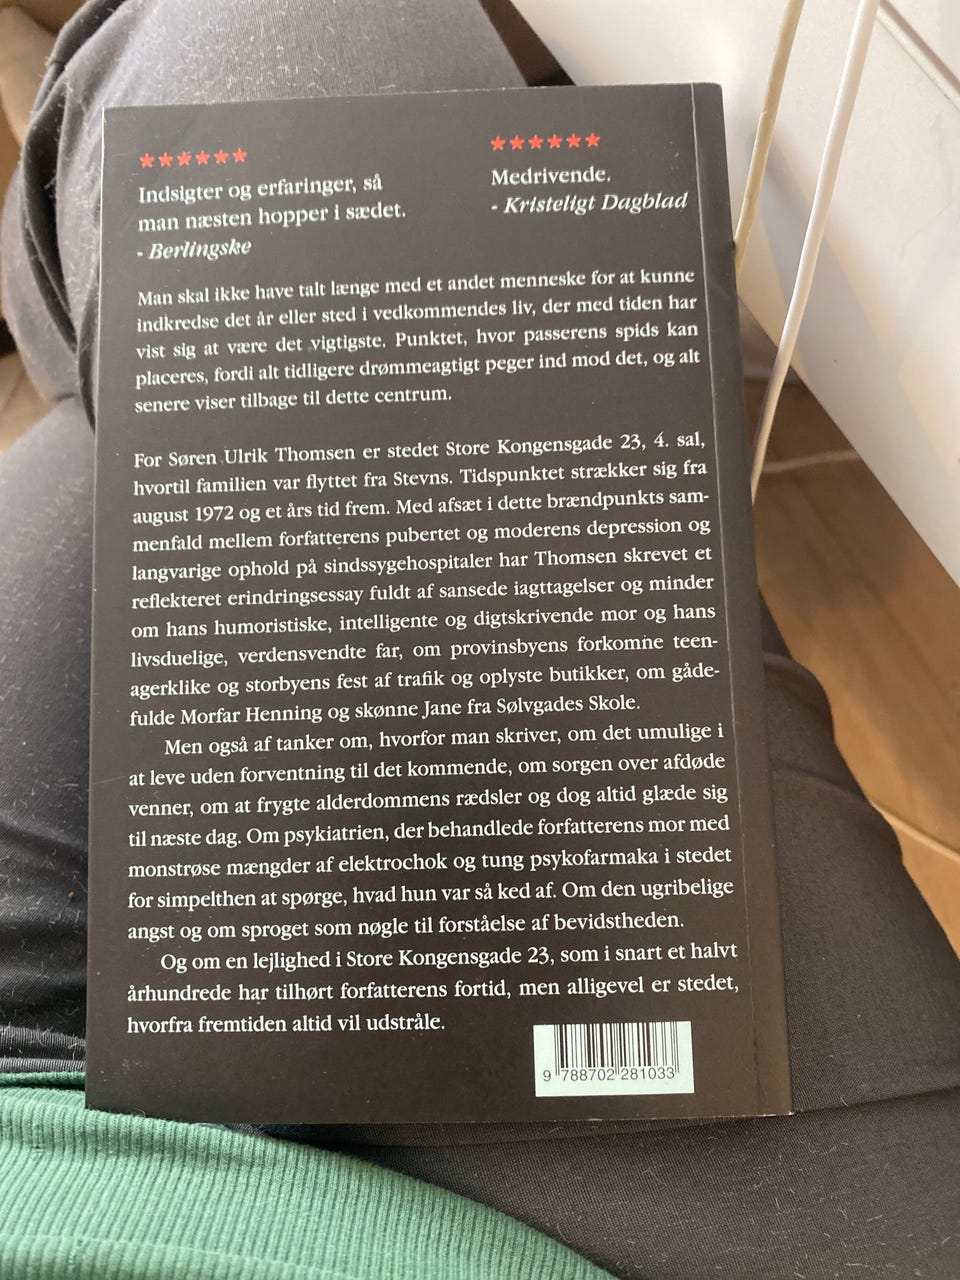 ******
Indsigter og erfaringer, så
man næsten hopper i sædet.
- Berlingske
******
Medrivende.
- Kristeligt Dagblad
Man skal ikke have talt længe med et andet menneske for at kunne
indkredse det år eller sted i vedkommendes liv, der med tiden har
vist sig at være det vigtigste. Punktet, hvor passerens spids kan
placeres, fordi alt tidligere drømmeagtigt peger ind mod det, og alt
senere viser tilbage til dette centrum.
For Søren Ulrik Thomsen er stedet Store Kongensgade 23, 4. sal,
hvortil familien var flyttet fra Stevns. Tidspunktet strækker sig fra
august 1972 og et års tid frem. Med afsæt i dette brændpunkts sam-
menfald mellem forfatterens pubertet og moderens depression og
langvarige ophold på sindssygehospitaler har Thomsen skrevet et
reflekteret erindringsessay fuldt af sansede iagttagelser og minder
om hans humoristiske, intelligente og digtskrivende mor og hans
livsduelige, verdensvendte far, om provinsbyens forkomne teen-
agerklike og storbyens fest af trafik og oplyste butikker, om gåde-
fulde Morfar Henning og skønne Jane fra Sølvgades Skole.
Men også af tanker om, hvorfor man skriver, om det umulige i
at leve uden forventning til det kommende, om sorgen over afdøde
venner, om at frygte alderdommens rædsler og dog altid glæde sig
til næste dag. Om psykiatrien, der behandlede forfatterens mor med
monstrøse mængder af elektrochok og tung psykofarmaka i stedet
for simpelthen at spørge, hvad hun var så ked af. Om den ugribelige
angst og om sproget som nøgle til forståelse af bevidstheden.
Og om en lejlighed i Store Kongensgade 23, som i snart et halvt
århundrede har tilhørt forfatterens fortid, men alligevel er stedet,
hvorfra fremtiden altid vil udstråle.
9 788702 281033